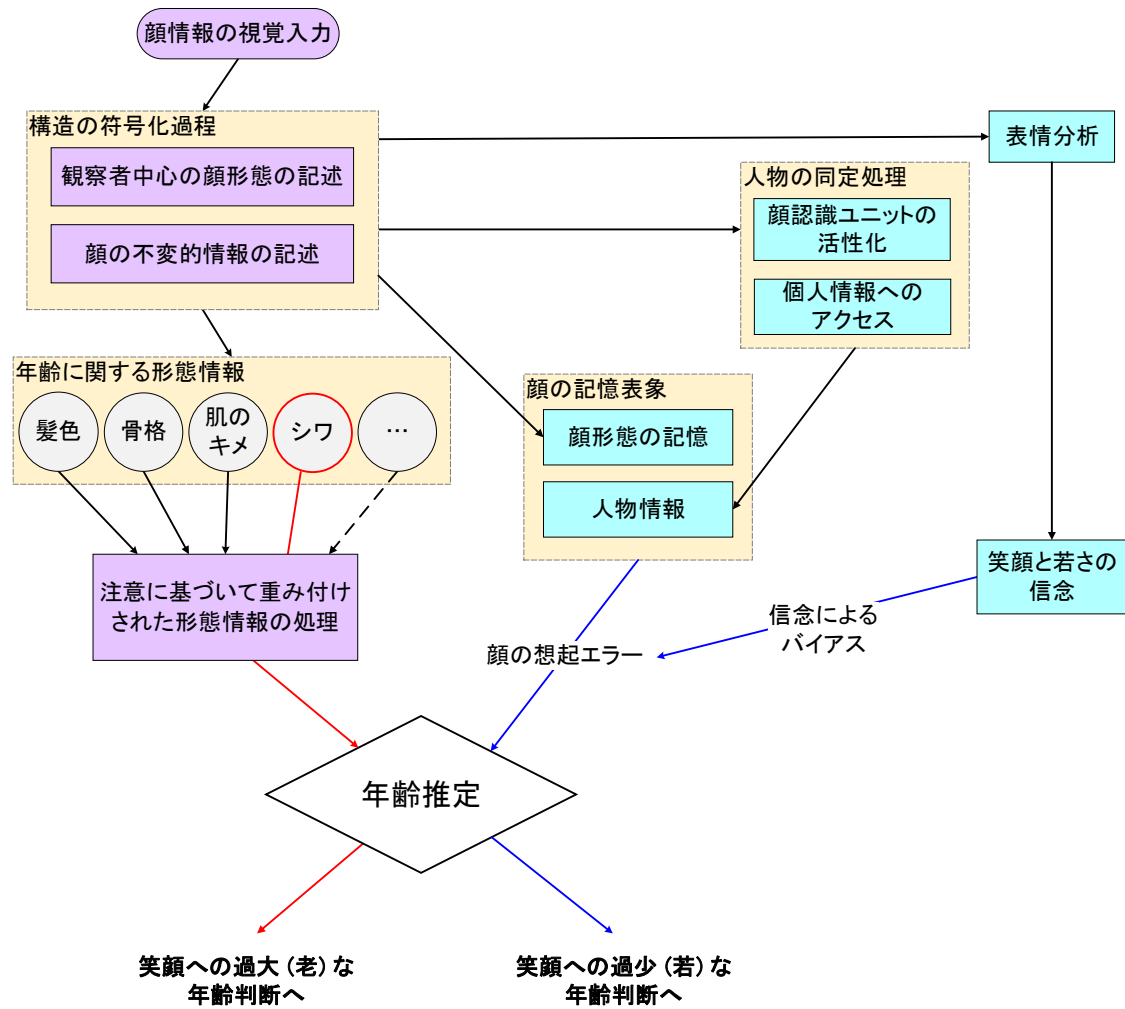 顔情報の視覚入力
構造の符号化過程
観察者中心の顔形態の記述
顔の不変的情報の記述
表情分析
人物の同定処理
顔認識ユニットの
活性化
個人情報への
アクセス
年齢に関する形態情報
髪色
骨格
肌の
キメ
シワ
…
顔の記憶表象
顔形態の記憶
人物情報
注意に基づいて重み付け
された形態情報の処理
笑顔と若さの
信念
信念による
バイアス
顔の想起エラー
年齢推定
笑顔への過大（老）な
年齢判断へ
笑顔への過少（若）な
年齢判断へ